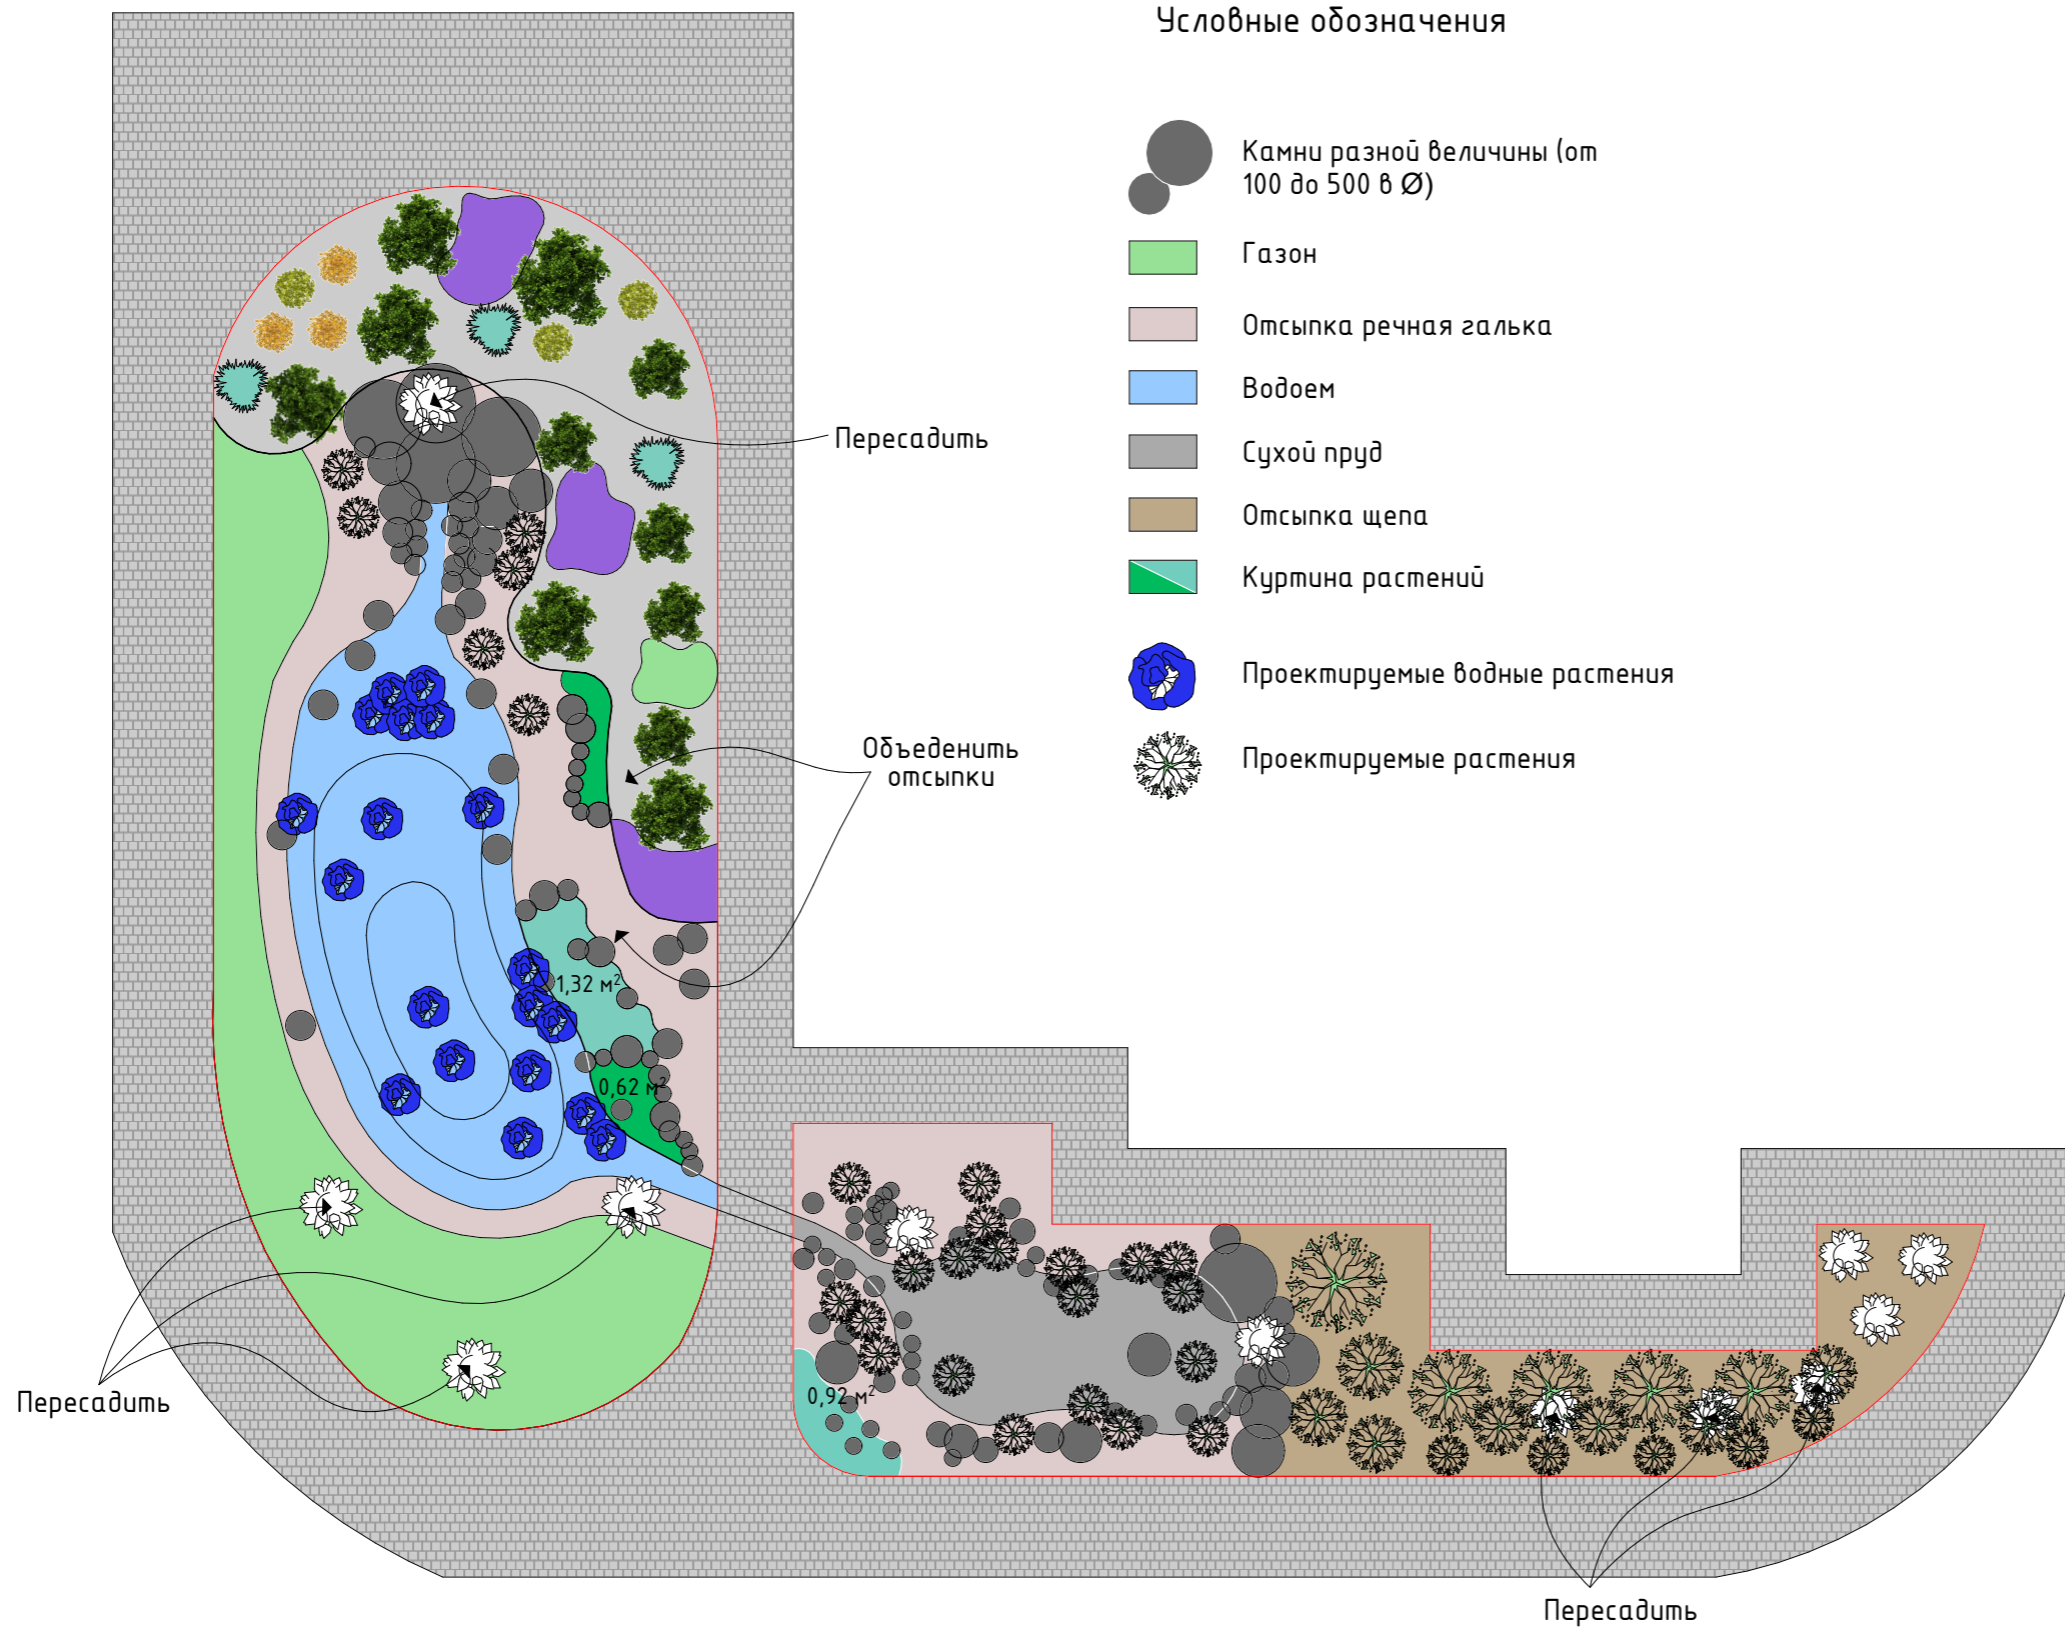 Условные обозначения
Камни разной величины (от
100 до 500 в Ø)
Газон
Отсыпка речная галька
Водоем
Сухой пруд
Отсыпка щепа
Куртина растений
Проектируемые водные растения
Проектируемые растения
Пересадить
Объеденить
отсыпки
1,32 м²
0,62 м²
0,92 м²
Пересадить
Пересадить